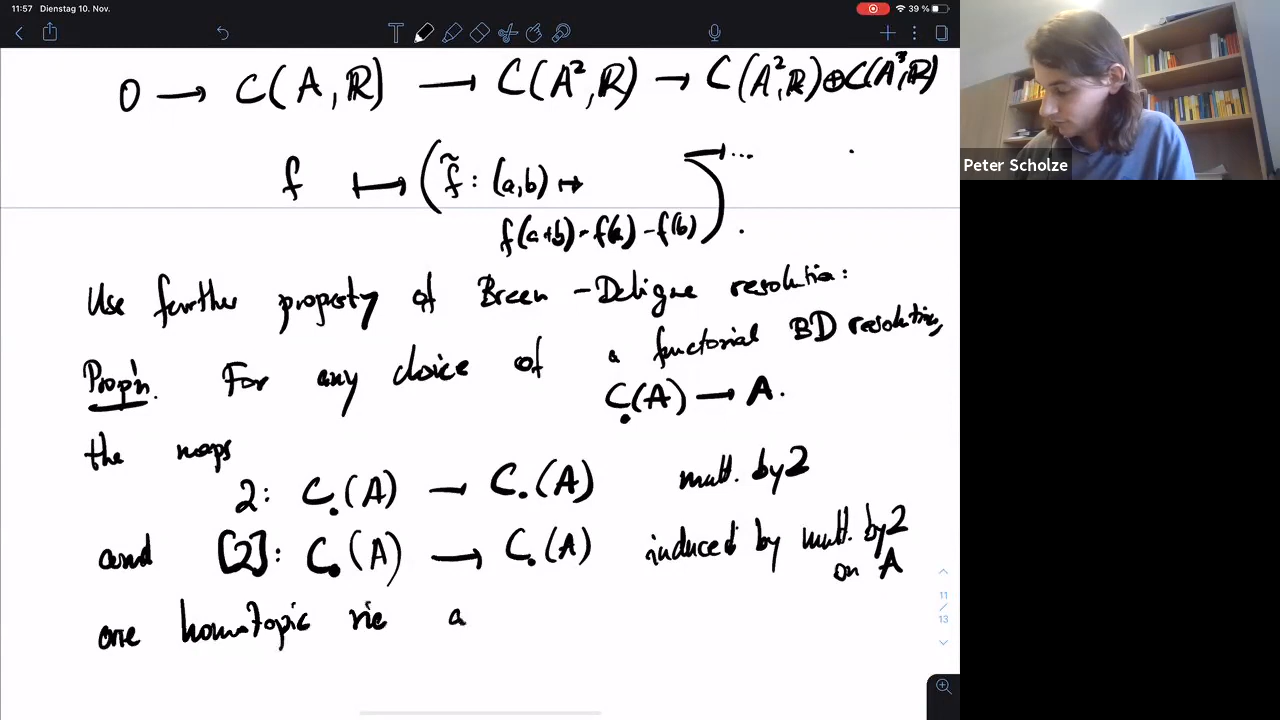 11:57 Dienstag 10. Nov.
39 %
0 → C(A, ℝ) → C(A², ℝ) → C(A², ℝ) ⊕ C(A³, ℝ)
f ↦ (f̃ : (a,b) ↦ f(a+b) - f(a) - f(b)) ↦ ...
Use further property of Breen-Deligne resolution:
Prop'n. For any choice of a functorial BD resolution,
C.(A) → A.
the maps
2: C.(A) → C.(A) mult. by 2
and [2]: C.(A) → C.(A) induced by mult. by 2
on A
are homotopic via a
11
/
13
Peter Scholze